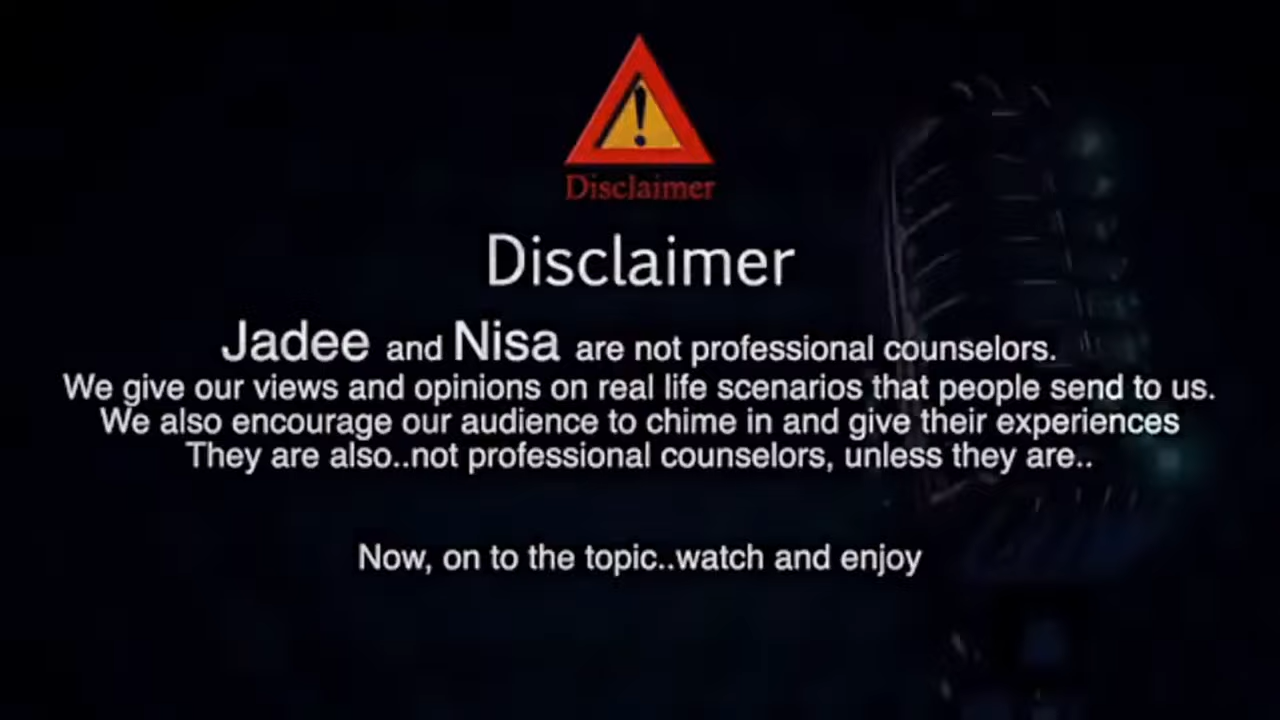 Disclaimer
Disclaimer
Jadee and Nisa are not professional counselors.
We give our views and opinions on real life scenarios that people send to us.
We also encourage our audience to chime in and give their experiences
They are also..not professional counselors, unless they are..
Now, on to the topic..watch and enjoy